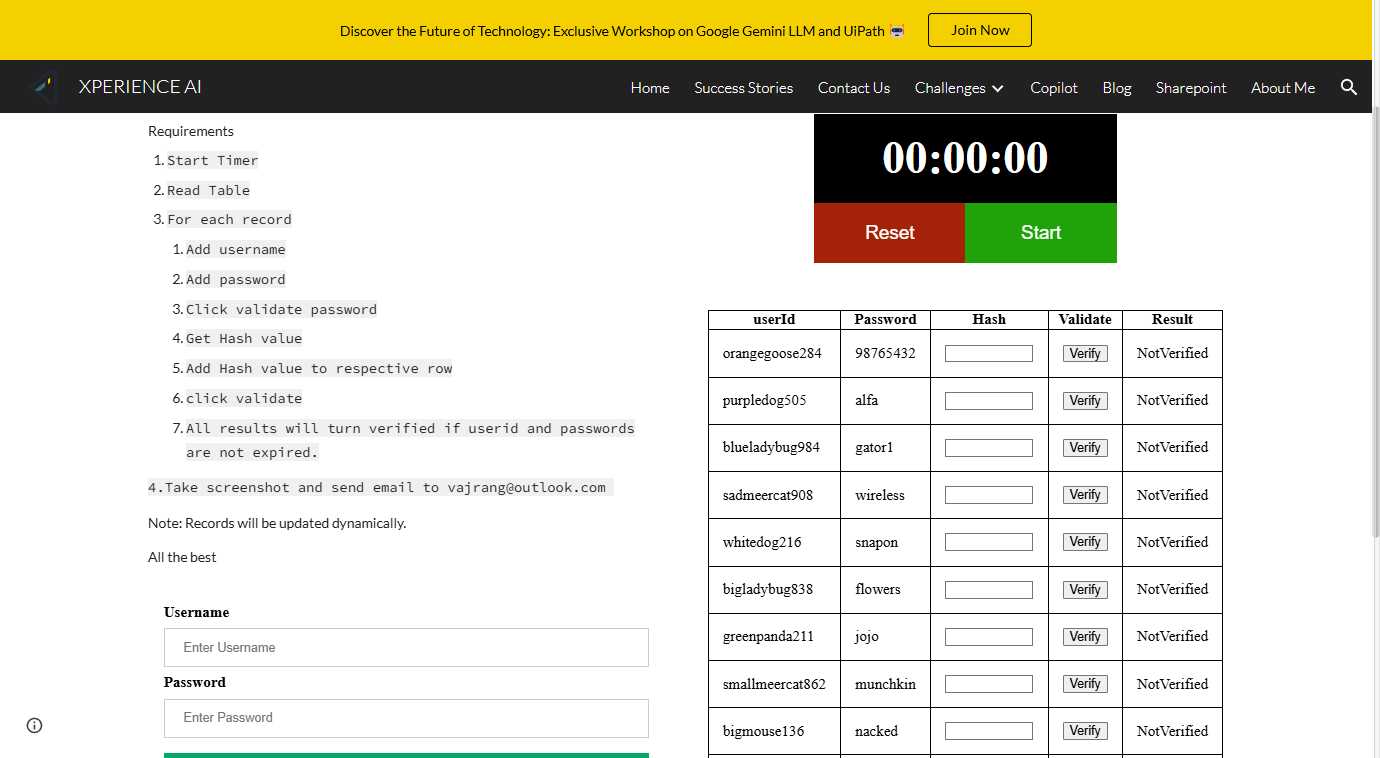 Discover the Future of Technology: Exclusive Workshop on Google Gemini LLM and UiPath
Join Now
XPERIENCE AI
Home Success Stories Contact Us Challenges Copilot Blog Sharepoint About Me
Requirements
1. Start Timer
2. Read Table
3. For each record
1. Add username
2. Add password
3. Click validate password
4. Get Hash value
5. Add Hash value to respective row
6. click validate
7. All results will turn verified if userid and passwords
are not expired.
4.Take screenshot and send email to vajrang@outlook.com
Note: Records will be updated dynamically.
All the best
Username
Enter Username
Password
Enter Password
00:00:00
Reset Start
userId Password Hash Validate Result
orangegoose284 98765432 Verify NotVerified
purpledog505 alfa Verify NotVerified
blueladybug984 gator1 Verify NotVerified
sadmeercat908 wireless Verify NotVerified
whitedog216 snapon Verify NotVerified
bigladybug838 flowers Verify NotVerified
greenpanda211 jojo Verify NotVerified
smallmeercat862 munchkin Verify NotVerified
bigmouse136 nacked Verify NotVerified